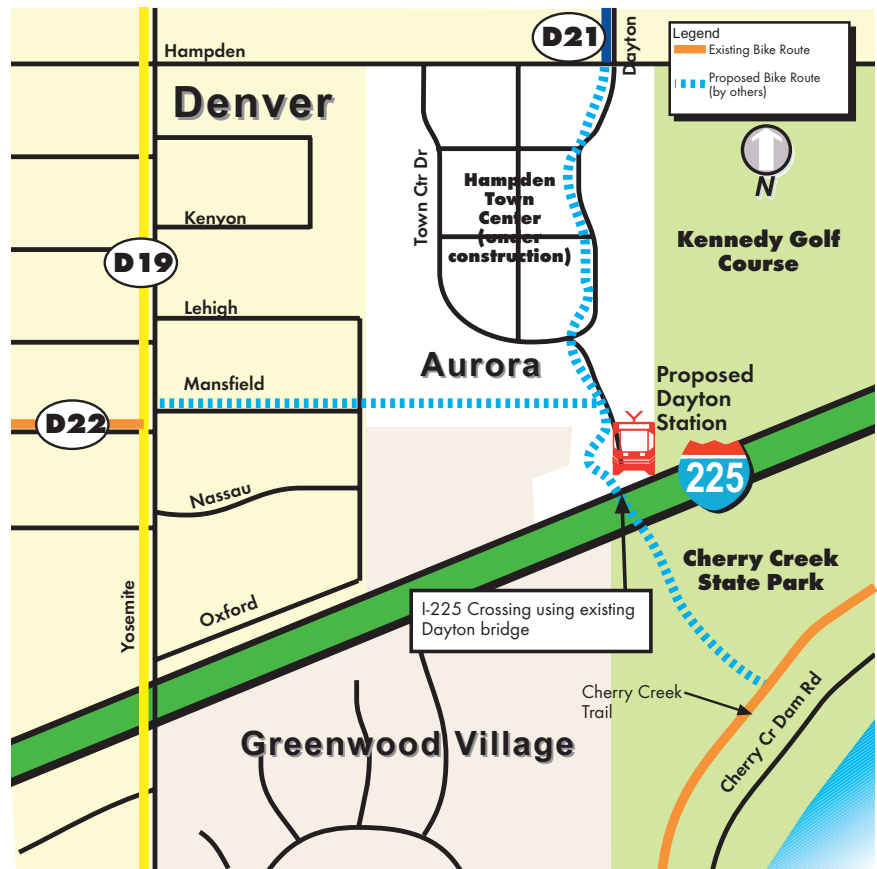 Hampden
D21
Dayton
Legend
Existing Bike Route
Proposed Bike Route
(by others)
Denver
N
Town Ctr Dr
Hampden
Town
Center
(under
construction)
Kenyon
Kennedy Golf
Course
D19
Lehigh
Aurora
Mansfield
Proposed
Dayton
Station
D22
225
Nassau
Cherry Creek
State Park
Oxford
Yosemite
I-225 Crossing using existing
Dayton bridge
Cherry Creek
Trail
Cherry Cr Dam Rd
Greenwood Village